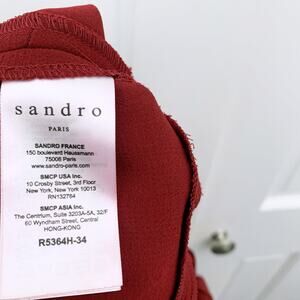 sandro
PARIS
SANDRO FRANCE
150 boulevard Haussmann
75008 Paris
www.sandro-paris.com
SMCP USA Inc.
10 Crosby Street, 3rd Floor
New York, New York 10013
RN132764
SMCP ASIA Inc.
The Centrium, Suite 3203A-5A, 32/F
60 Wyndham Street, Central
HONG-KONG
R5364H-34